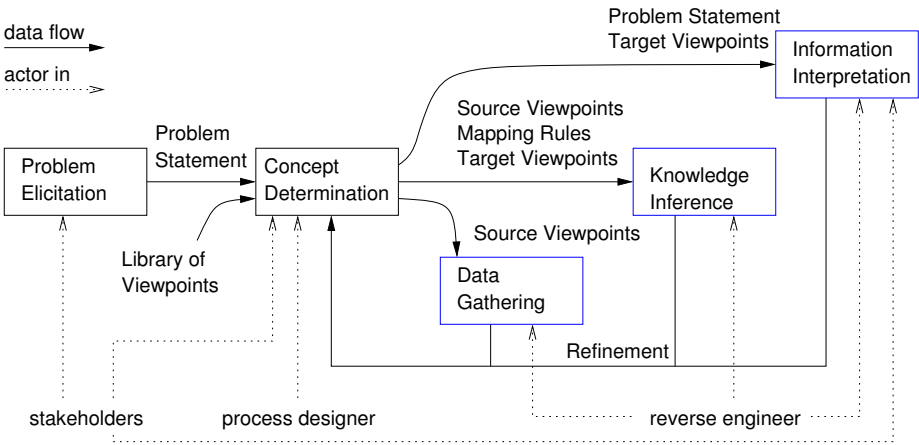 data flow
actor in
Problem Statement
Target Viewpoints
Information
Interpretation
Source Viewpoints
Mapping Rules
Target Viewpoints
Problem
Statement
Problem
Elicitation
Concept
Determination
Knowledge
Inference
Source Viewpoints
Library of
Viewpoints
Data
Gathering
Refinement
stakeholders
process designer
reverse engineer